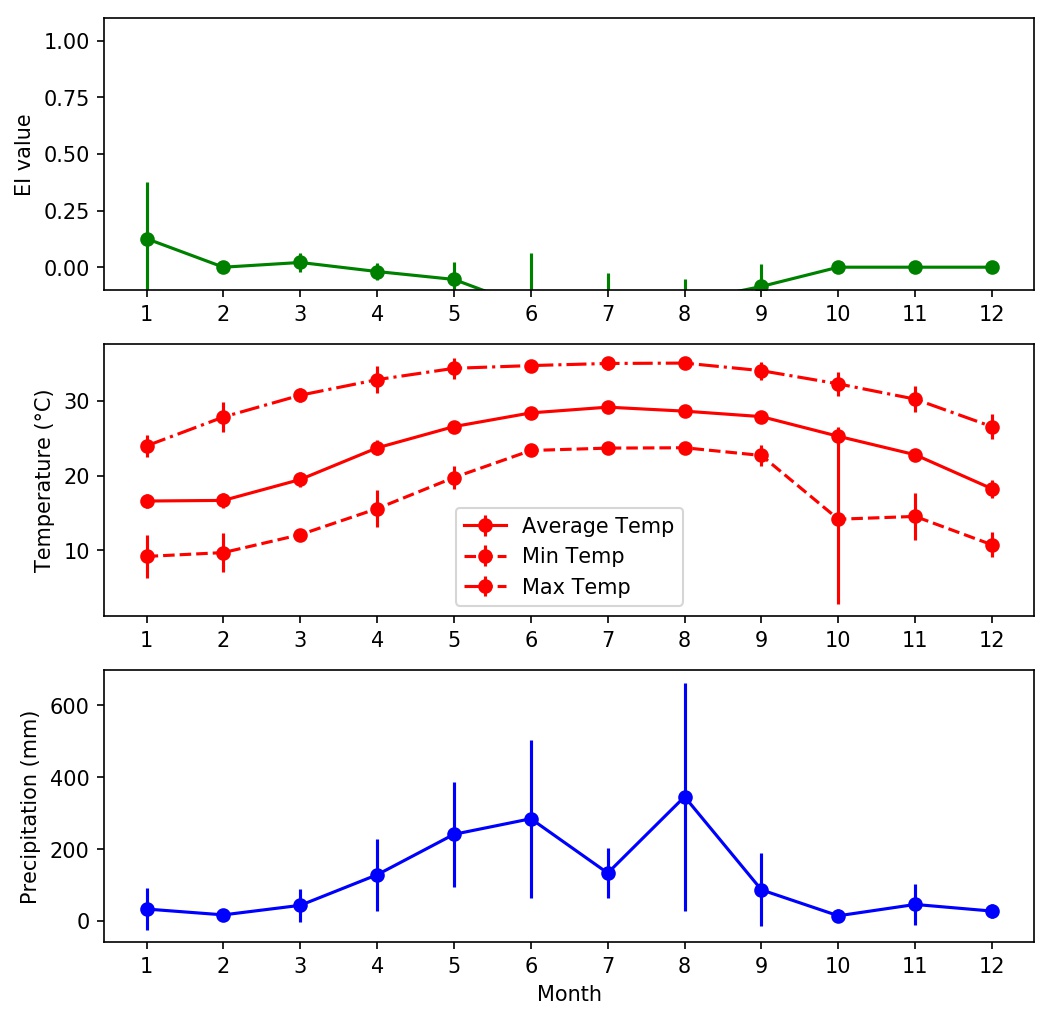 1.00
0.75
0.50
0.25
0.00
EI value
1 2 3 4 5 6 7 8 9 10 11 12
30
20
10
Temperature (°C)
Average Temp
Min Temp
Max Temp
1 2 3 4 5 6 7 8 9 10 11 12
600
400
200
0
Precipitation (mm)
1 2 3 4 5 6 7 8 9 10 11 12
Month